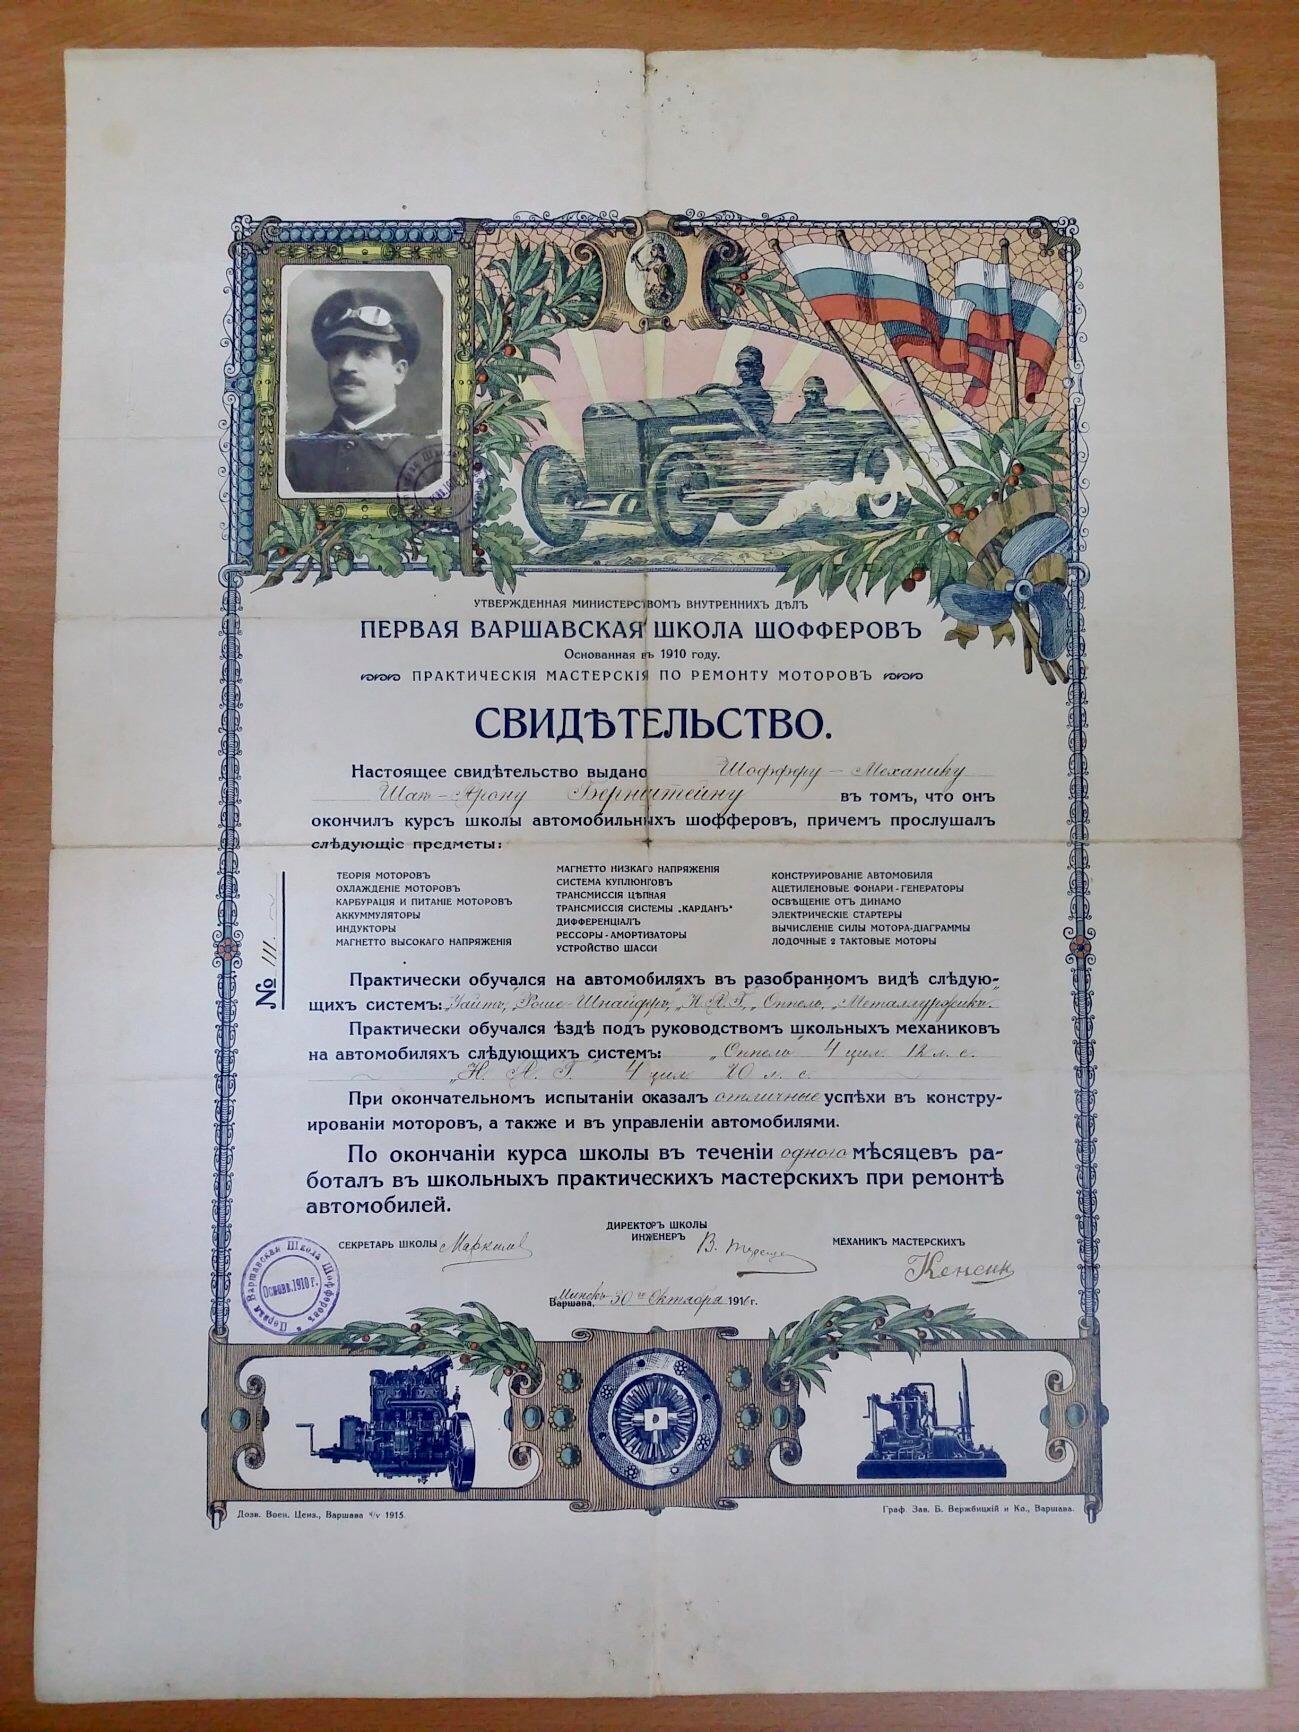 УТВЕРЖДЕННАЯ МИНИСТЕРСТВОМЪ ВНУТРЕННИХЪ ДѢЛЪ
ПЕРВАЯ ВАРШАВСКАЯ ШКОЛА ШОФФЕРОВЪ
Основанная въ 1910 году.
ПРАКТИЧЕСКІЯ МАСТЕРСКІЯ ПО РЕМОНТУ МОТОРОВЪ
СВИДѢТЕЛЬСТВО.
Настоящее свидѣтельство выдано Шофферу - Механику
Арону Бернштейну въ томъ, что онъ
окончилъ курсъ школы автомобильныхъ шофферовъ, причемъ прослушалъ
слѣдующіе предметы:
ТЕОРІЯ МОТОРОВЪ
ОХЛАЖДЕНІЕ МОТОРОВЪ
КАРБУРАЦІЯ И ПИТАНІЕ МОТОРОВЪ
АККУММУЛЯТОРЫ
ИНДУКТОРЫ
МАГНЕТТО ВЫСОКАГО НАПРЯЖЕНІЯ
МАГНЕТТО НИЗКАГО НАПРЯЖЕНІЯ
СИСТЕМА КУПЛЮНГОВЪ
ТРАНСМИССІЯ ЦѢПНАЯ
ТРАНСМИССІЯ СИСТЕМЫ „КАРДАНЪ"
ДИФФЕРЕНЦІАЛЪ
РЕССОРЫ - АМОРТИЗАТОРЫ
УСТРОЙСТВО ШАССИ
КОНСТРУИРОВАНІЕ АВТОМОБИЛЯ
АЦЕТИЛЕНОВЫЕ ФОНАРИ - ГЕНЕРАТОРЫ
ОСВѢЩЕНІЕ ОТЪ ДИНАМО
ЭЛЕКТРИЧЕСКІЕ СТАРТЕРЫ
ВЫЧИСЛЕНІЕ СИЛЫ МОТОРА-ДІАГРАММЫ
ЛОДОЧНЫЕ 2 ТАКТОВЫЕ МОТОРЫ
№ 111
Практически обучался на автомобиляхъ въ разобранномъ видѣ слѣдую-
щихъ системъ: „Уайтъ", „Роше-Шнайдеръ", „Н. А. Г.", „Оппель", „Металлуржикъ".
Практически обучался ѣздѣ подъ руководствомъ школьныхъ механиковъ
на автомобиляхъ слѣдующихъ системъ: „Оппель" 4 цил. 12 л. с.
„Н. А. Г." 4 цил. 20 л. с.
При окончательномъ испытаніи оказалъ отличные успѣхи въ констру-
ированіи моторовъ, а также и въ управленіи автомобилями.
По окончаніи курса школы въ теченіи одного мѣсяцевъ ра-
боталъ въ школьныхъ практическихъ мастерскихъ при ремонтѣ
автомобилей.
СЕКРЕТАРЬ ШКОЛЫ
ДИРЕКТОРЪ ШКОЛЫ
ИНЖЕНЕРЪ
МЕХАНИКЪ МАСТЕРСКИХЪ
Первая Варшавская Школа Шофферовъ
Основ. 1910 г.
Минскъ
Варшава, 30 го Октября 191 г.
Дозв. Воен. Ценз., Варшава 1915.
Граф. Зав. Б. Вержбицкій и Ко., Варшава.